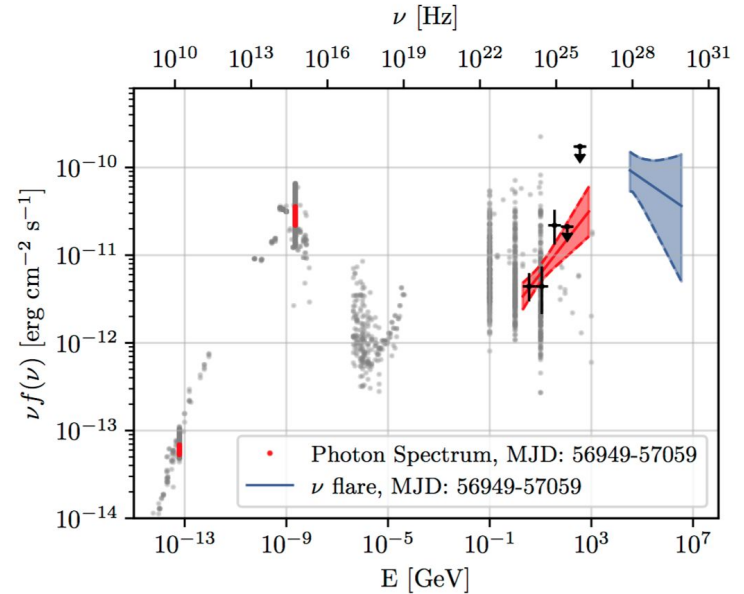 ν [Hz]
10^10 10^13 10^16 10^19 10^22 10^25 10^28 10^31
νf(ν) [erg cm^−2 s^−1]
10^−10
10^−11
10^−12
10^−13
10^−14
Photon Spectrum, MJD: 56949-57059
ν flare, MJD: 56949-57059
10^−13 10^−9 10^−5 10^−1 10^3 10^7
E [GeV]